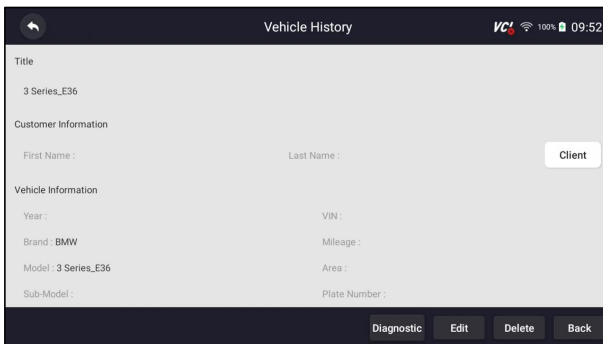 Vehicle History VCI 100% 09:52
Title
3 Series_E36
Customer Information
First Name : Last Name : Client
Vehicle Information
Year : VIN :
Brand : BMW Mileage :
Model : 3 Series_E36 Area :
Sub-Model : Plate Number :
Diagnostic Edit Delete Back